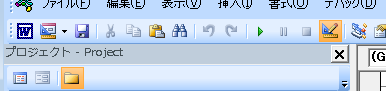 ファイル(F) 編集(E) 表示(V) 挿入(I) 書式(O) デバッグ(D)
W
プロジェクト - Project
(G